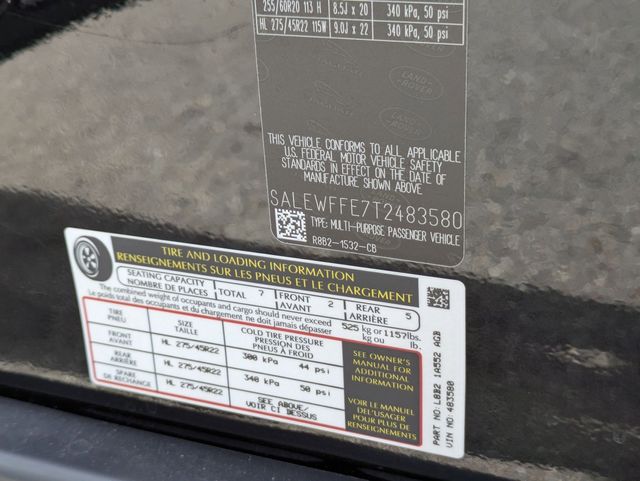 255/60R20 113 H 8.5J x 20 340 kPa, 50 psi
HL 275/45R22 115W 9.0J x 22 340 kPa, 50 psi
LAND-ROVER
THIS VEHICLE CONFORMS TO ALL APPLICABLE
U.S. FEDERAL MOTOR VEHICLE SAFETY
STANDARDS IN EFFECT ON THE DATE OF
MANUFACTURE SHOWN ABOVE
SALEWFFE7T2483580
TYPE: MULTI-PURPOSE PASSENGER VEHICLE
R8B2-1532-CB
TIRE AND LOADING INFORMATION
RENSEIGNEMENTS SUR LES PNEUS ET LE CHARGEMENT
SEATING CAPACITY
NOMBRE DE PLACES
TOTAL 7
FRONT
AVANT
2
REAR
ARRIÈRE
5
The combined weight of occupants and cargo should never exceed
Le poids total des occupants et du chargement ne doit jamais dépasser
525 kg or 1157lbs.
kg ou lb.
TIRE
PNEU
SIZE
TAILLE
COLD TIRE PRESSURE
PRESSION DES
PNEUS À FROID
FRONT
AVANT
HL 275/45R22
300 kPa 44 psi
REAR
ARRIÈRE
HL 275/45R22
340 kPa 50 psi
SPARE
DE RECHANGE
HL 275/45R22
SEE ABOVE/
VOIR CI DESSUS
SEE OWNER'S
MANUAL FOR
ADDITIONAL
INFORMATION
VOIR LE MANUEL
DE L'USAGER
POUR PLUS DE
RENSEIGNEMENTS
PART NO: L8B2 1A552 AGB
VIN NO: 483580